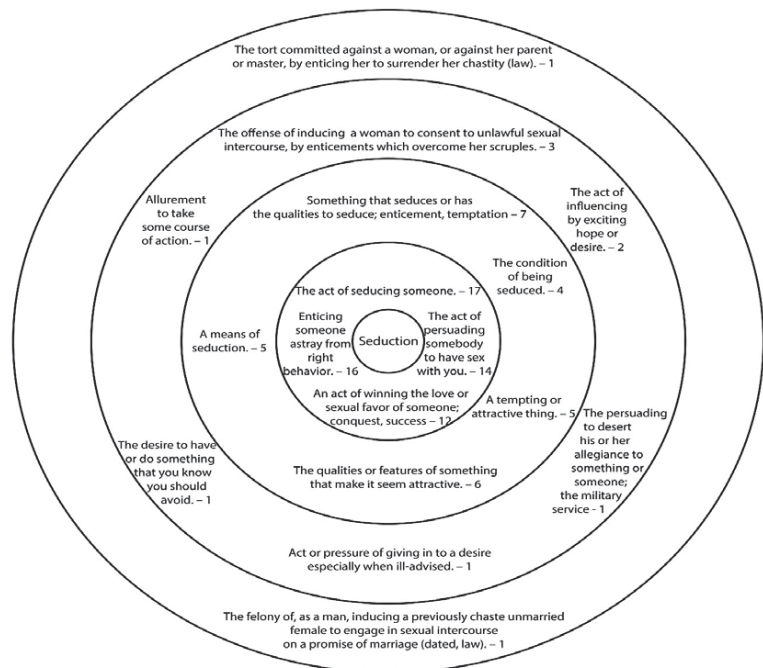 The tort committed against a woman, or against her parent
or master, by enticing her to surrender her chastity (law). – 1
The offense of inducing a woman to consent to unlawful sexual
intercourse, by enticements which overcome her scruples. – 3
Allurement
to take
some course
of action. – 1
Something that seduces or has
the qualities to seduce; enticement, temptation – 7
The act of
influencing
by exciting
hope or
desire. – 2
The condition
of being
seduced. – 4
The act of seducing someone. – 17
A means of
seduction. – 5
Enticing
someone
astray from
right
behavior. – 16
Seduction
The act of
persuading
somebody
to have sex
with you. – 14
An act of winning the love or
sexual favor of someone;
conquest, success – 12
A tempting or
attractive thing. – 5
The desire to have
or do something
that you know
you should
avoid. – 1
The qualities or features of something
that make it seem attractive. – 6
The persuading
to desert
his or her
allegiance to
something or
someone;
the military
service - 1
Act or pressure of giving in to a desire
especially when ill-advised. – 1
The felony of, as a man, inducing a previously chaste unmarried
female to engage in sexual intercourse
on a promise of marriage (dated, law). – 1